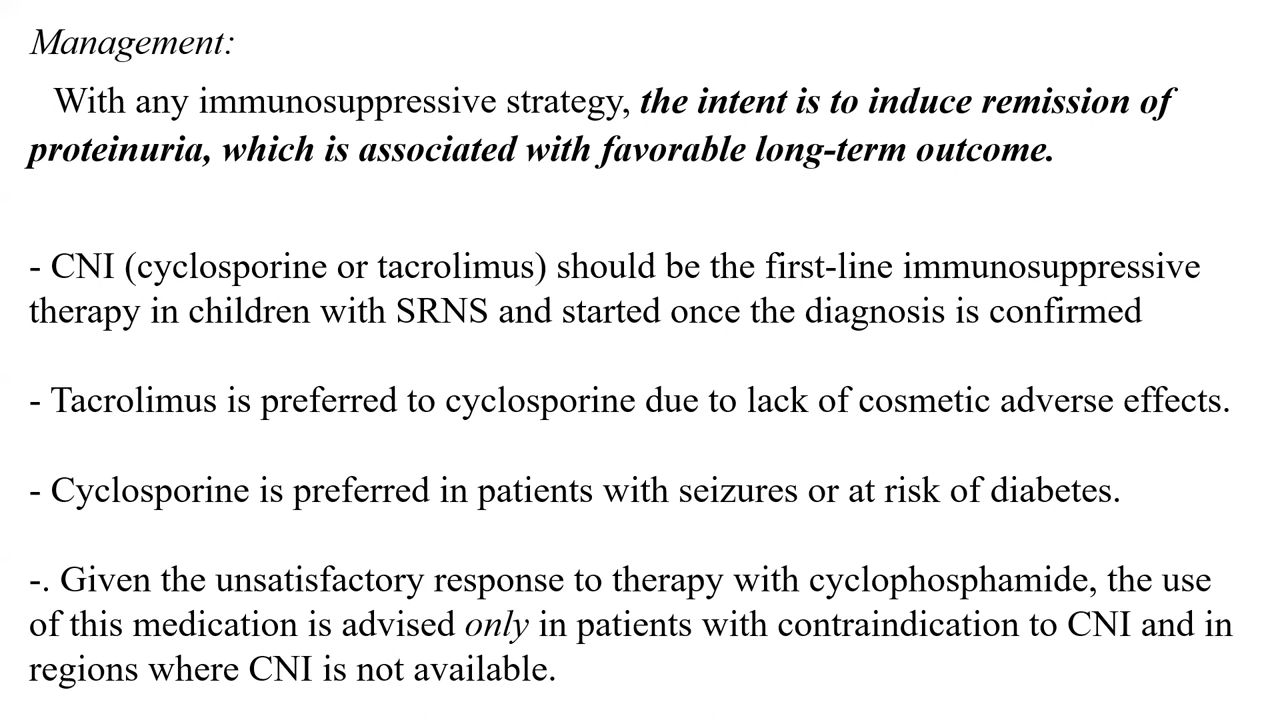 Management:
With any immunosuppressive strategy, the intent is to induce remission of
proteinuria, which is associated with favorable long-term outcome.
- CNI (cyclosporine or tacrolimus) should be the first-line immunosuppressive
therapy in children with SRNS and started once the diagnosis is confirmed
- Tacrolimus is preferred to cyclosporine due to lack of cosmetic adverse effects.
- Cyclosporine is preferred in patients with seizures or at risk of diabetes.
-. Given the unsatisfactory response to therapy with cyclophosphamide, the use
of this medication is advised only in patients with contraindication to CNI and in
regions where CNI is not available.